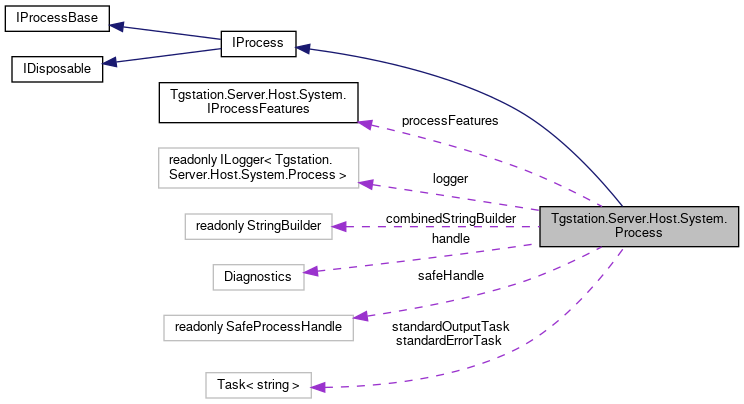 IProcessBase
IProcess
IDisposable
Tgstation.Server.Host.System.
IProcessFeatures
processFeatures
readonly ILogger< Tgstation.
Server.Host.System.Process >
logger
readonly StringBuilder
combinedStringBuilder
Tgstation.Server.Host.System.
Process
handle
Diagnostics
safeHandle
readonly SafeProcessHandle
standardOutputTask
standardErrorTask
Task< string >